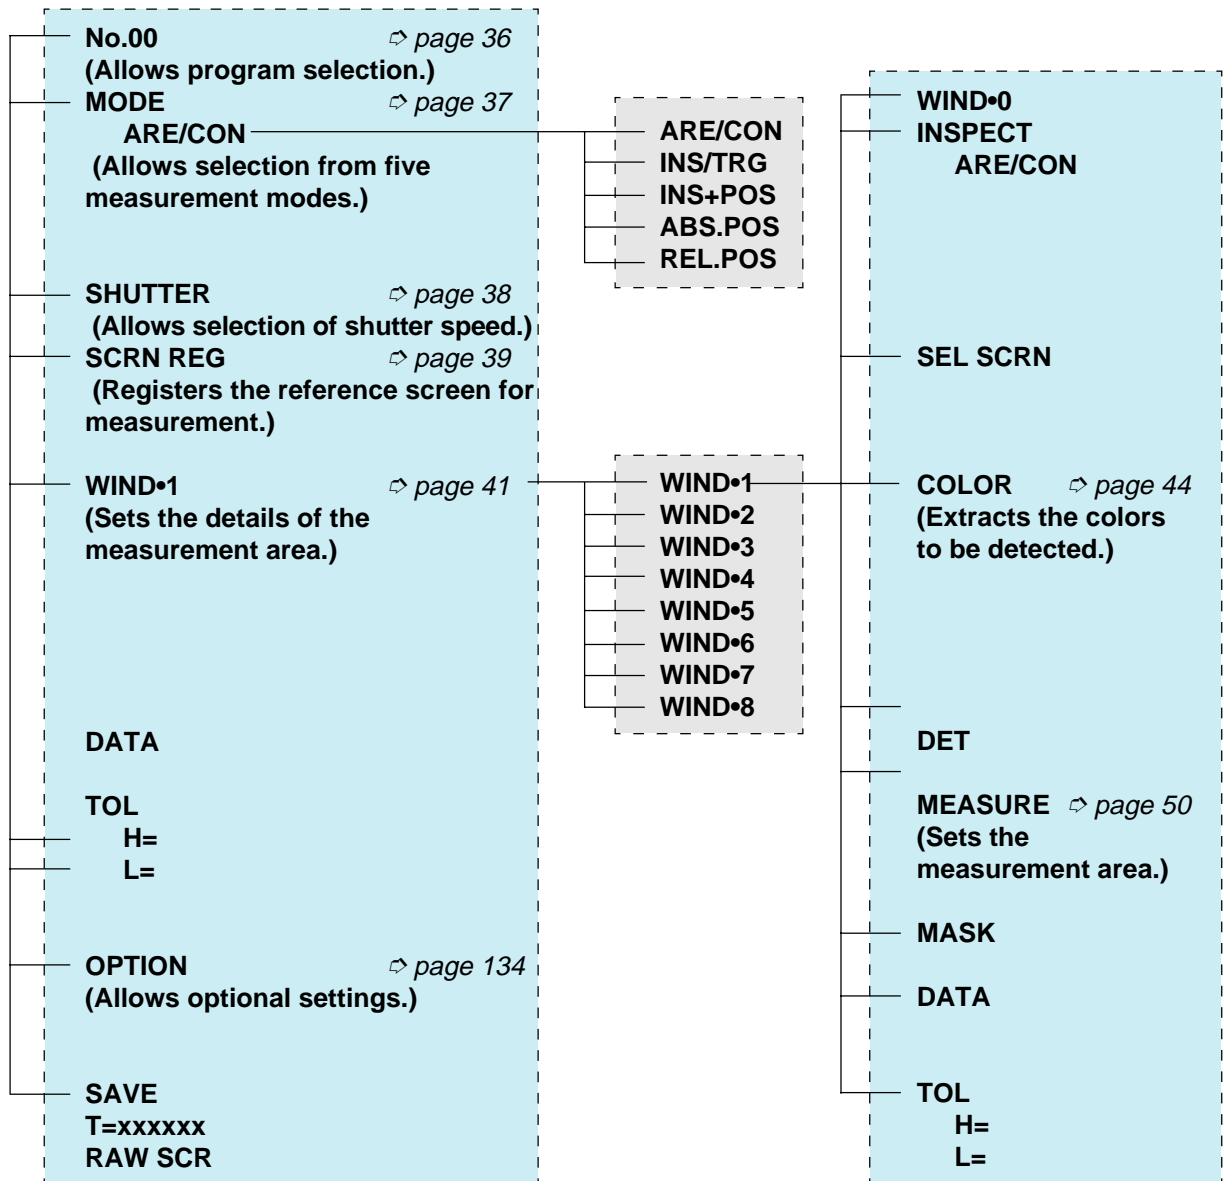 No.00 ➪ page 36
(Allows program selection.)
MODE ➪ page 37
ARE/CON
(Allows selection from five
measurement modes.)
SHUTTER ➪ page 38
(Allows selection of shutter speed.)
SCRN REG ➪ page 39
(Registers the reference screen for
measurement.)
WIND•1 ➪ page 41
(Sets the details of the
measurement area.)
DATA
TOL
H=
L=
OPTION ➪ page 134
(Allows optional settings.)
SAVE
T=xxxxxx
RAW SCR
ARE/CON
INS/TRG
INS+POS
ABS.POS
REL.POS
WIND•1
WIND•2
WIND•3
WIND•4
WIND•5
WIND•6
WIND•7
WIND•8
WIND•0
INSPECT
ARE/CON
SEL SCRN
COLOR ➪ page 44
(Extracts the colors
to be detected.)
DET
MEASURE ➪ page 50
(Sets the
measurement area.)
MASK
DATA
TOL
H=
L=